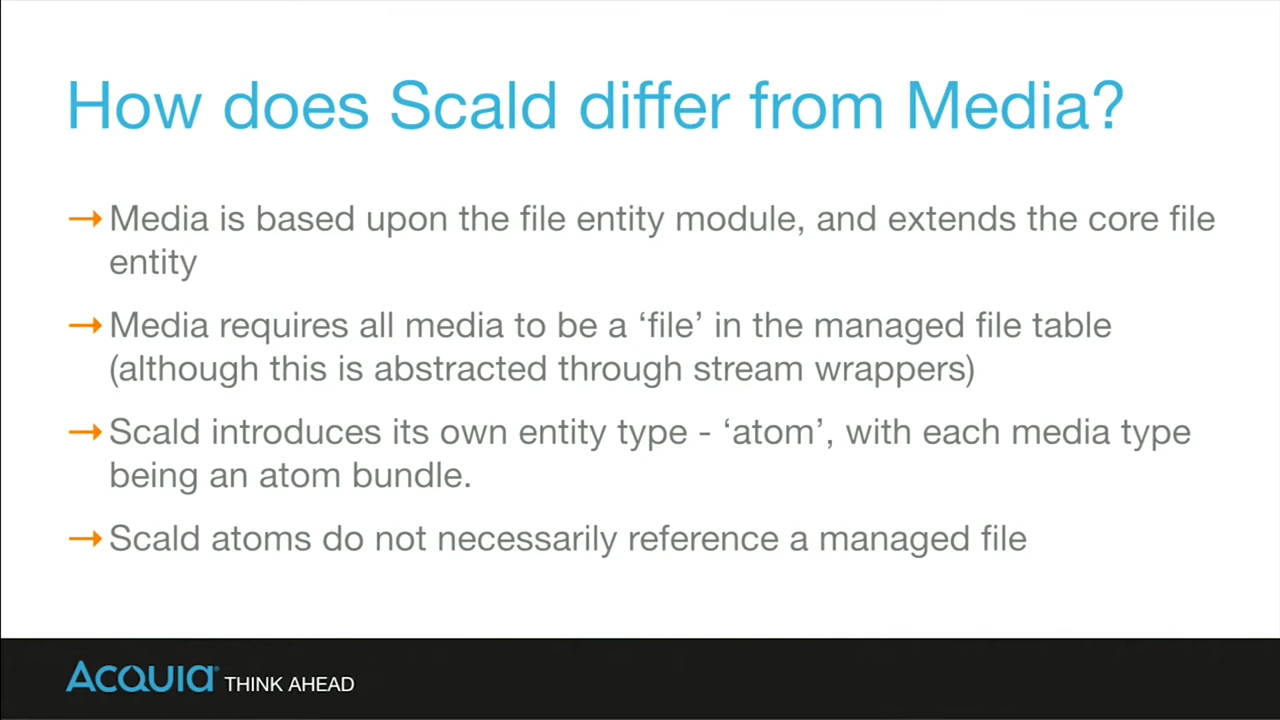 How does Scald differ from Media?
→ Media is based upon the file entity module, and extends the core file
entity
→ Media requires all media to be a ‘file’ in the managed file table
(although this is abstracted through stream wrappers)
→ Scald introduces its own entity type - ‘atom’, with each media type
being an atom bundle.
→ Scald atoms do not necessarily reference a managed file
ACQUIA® THINK AHEAD